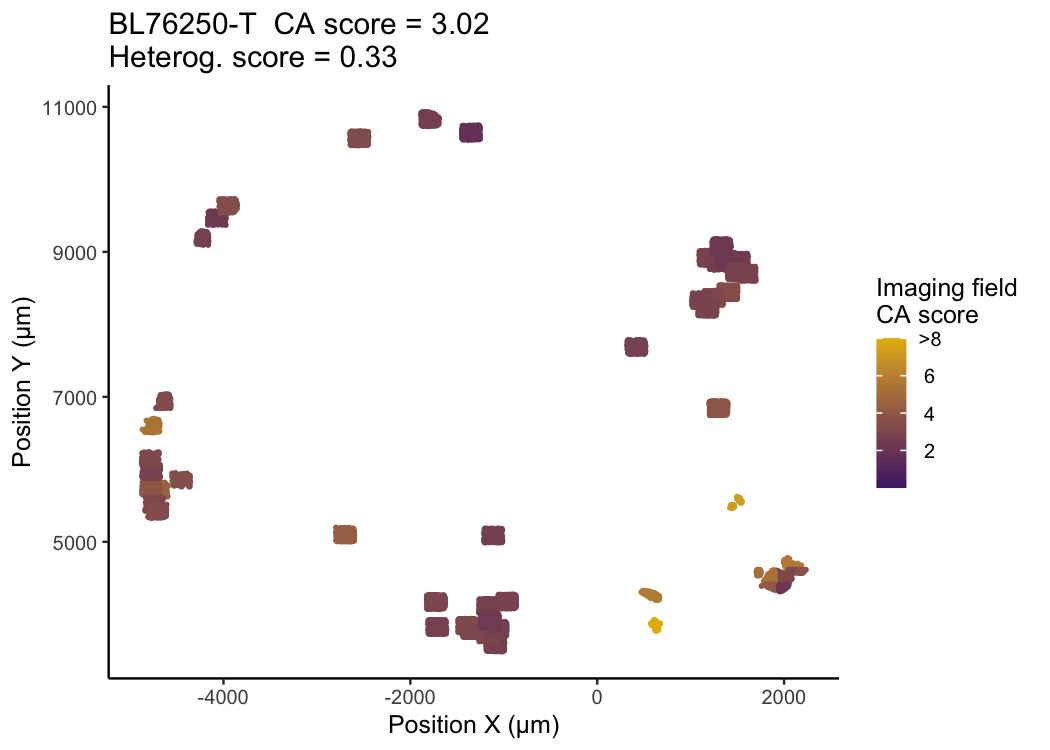 BL76250-T  CA score = 3.02
Heterog. score = 0.33
11000
9000
7000
5000
Position Y (µm)
-4000
-2000
0
2000
Position X (µm)
Imaging field
CA score
>8
6
4
2